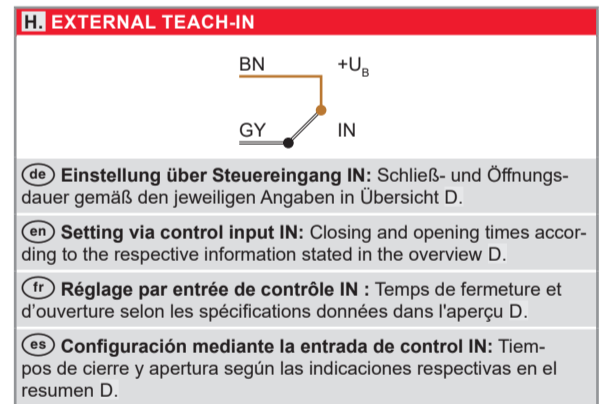 H. EXTERNAL TEACH-IN
BN +U_B
GY IN
de Einstellung über Steuereingang IN: Schließ- und Öffnungs-
dauer gemäß den jeweiligen Angaben in Übersicht D.
en Setting via control input IN: Closing and opening times accor-
ding to the respective information stated in the overview D.
fr Réglage par entrée de contrôle IN : Temps de fermeture et
d’ouverture selon les spécifications données dans l'aperçu D.
es Configuración mediante la entrada de control IN: Tiem-
pos de cierre y apertura según las indicaciones respectivas en el
resumen D.